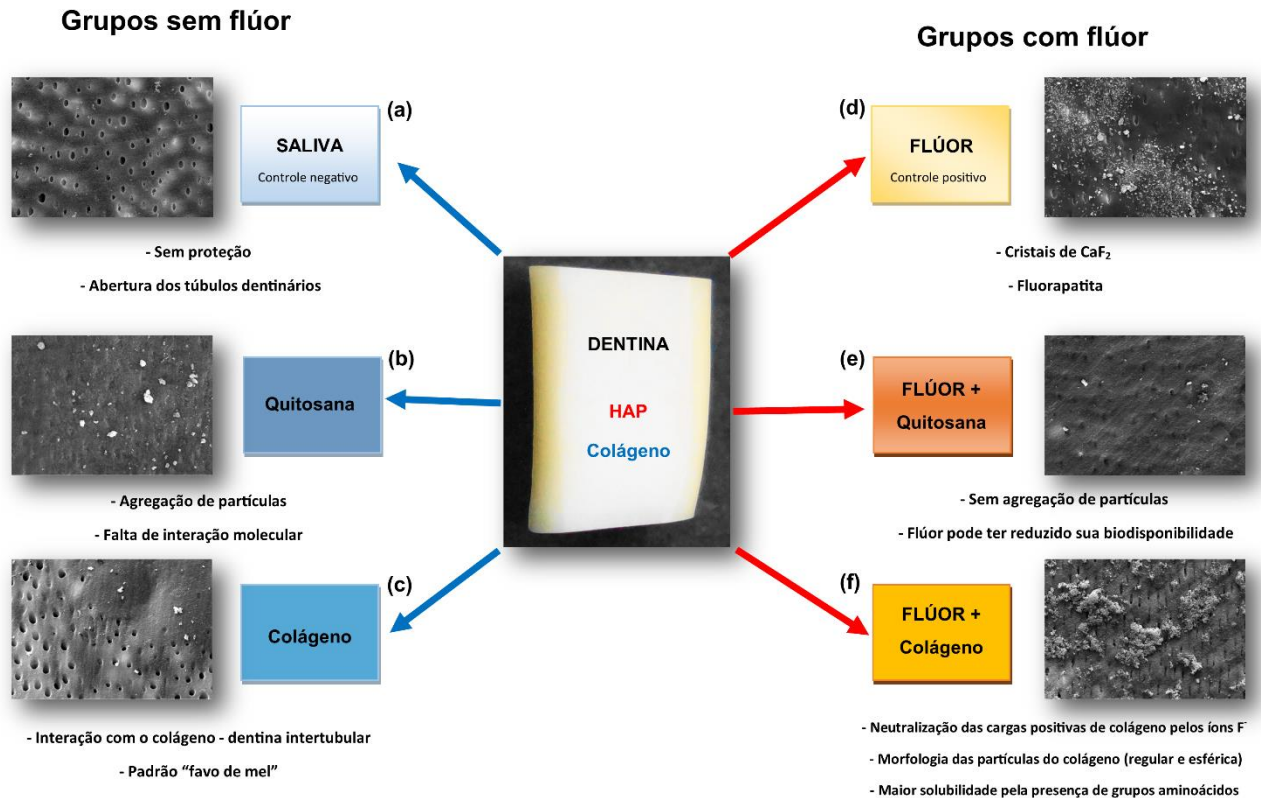 Grupos sem flúor
(a)
SALIVA
Controle negativo
- Sem proteção
- Abertura dos túbulos dentinários
(b)
Quitosana
- Agregação de partículas
- Falta de interação molecular
(c)
Colágeno
- Interação com o colágeno - dentina intertubular
- Padrão “favo de mel”
DENTINA
HAP
Colágeno
Grupos com flúor
(d)
FLÚOR
Controle positivo
- Cristais de CaF₂
- Fluorapatita
(e)
FLÚOR +
Quitosana
- Sem agregação de partículas
- Flúor pode ter reduzido sua biodisponibilidade
(f)
FLÚOR +
Colágeno
- Neutralização das cargas positivas de colágeno pelos íons F⁻
- Morfologia das partículas do colágeno (regular e esférica)
- Maior solubilidade pela presença de grupos aminoácidos